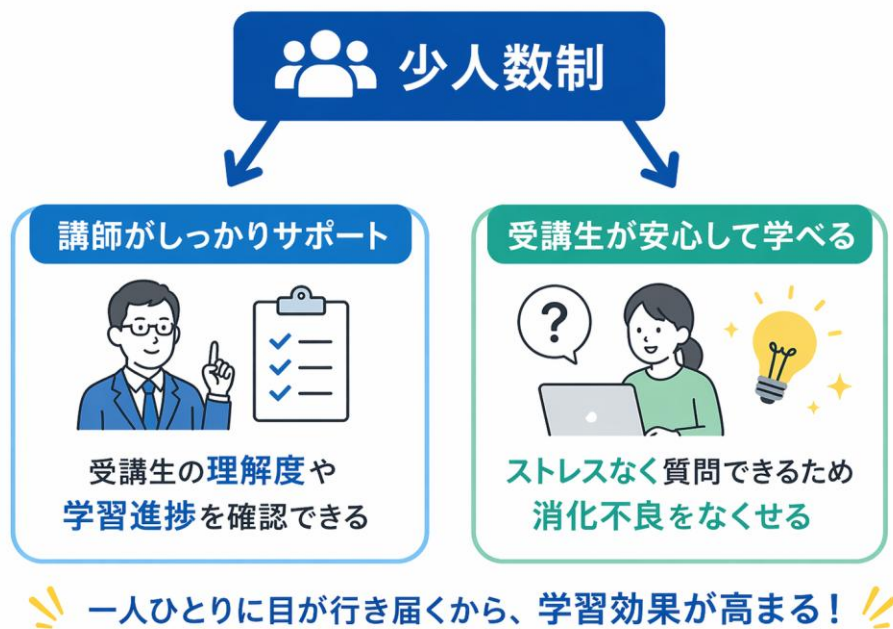 少人数制
講師がしっかりサポート
受講生の理解度や
学習進捗を確認できる
受講生が安心して学べる
?
ストレスなく質問できるため
消化不良をなくせる
一人ひとりに目が行き届くから、学習効果が高まる！